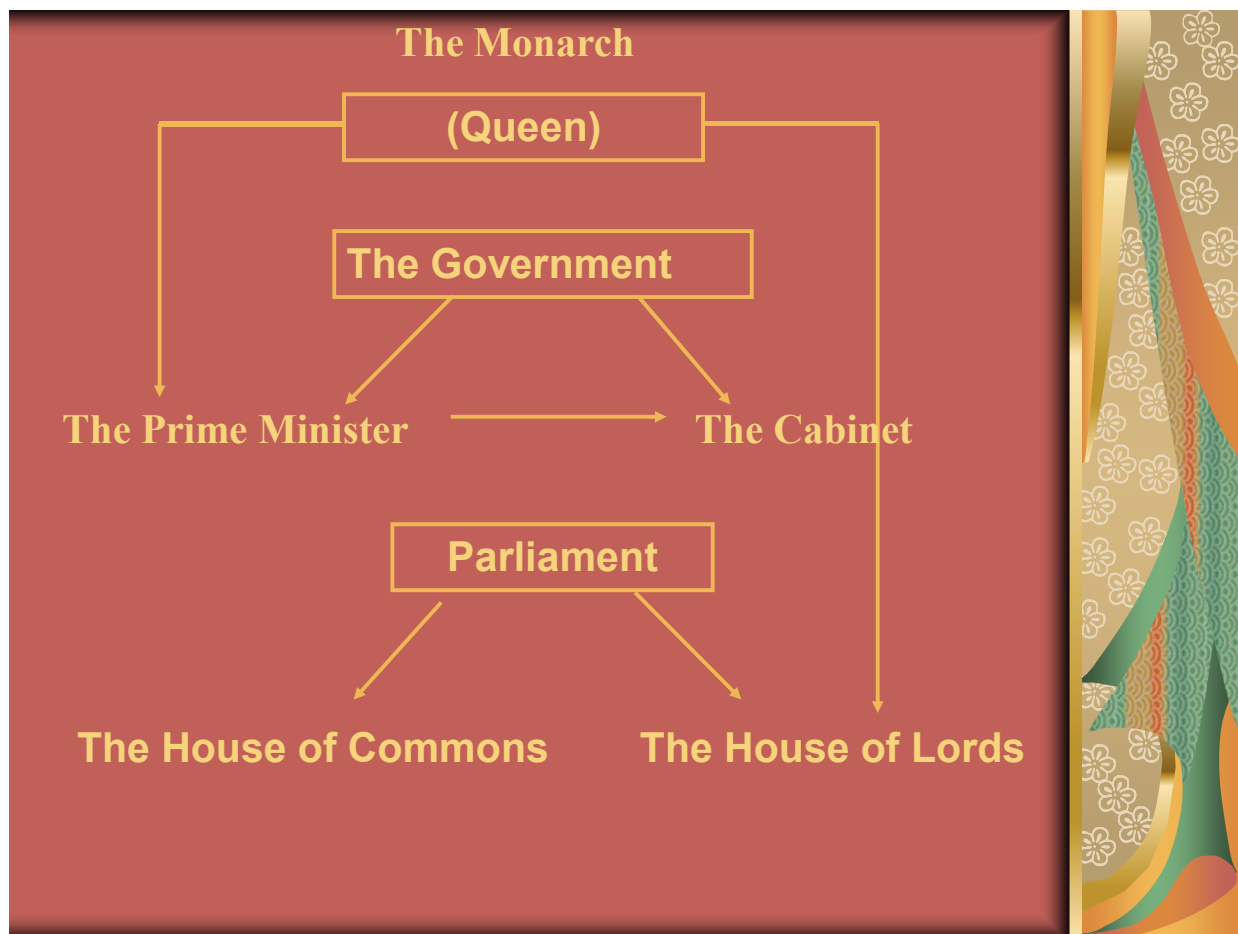 The Monarch
(Queen)
The Government
The Prime Minister
The Cabinet
Parliament
The House of Commons
The House of Lords